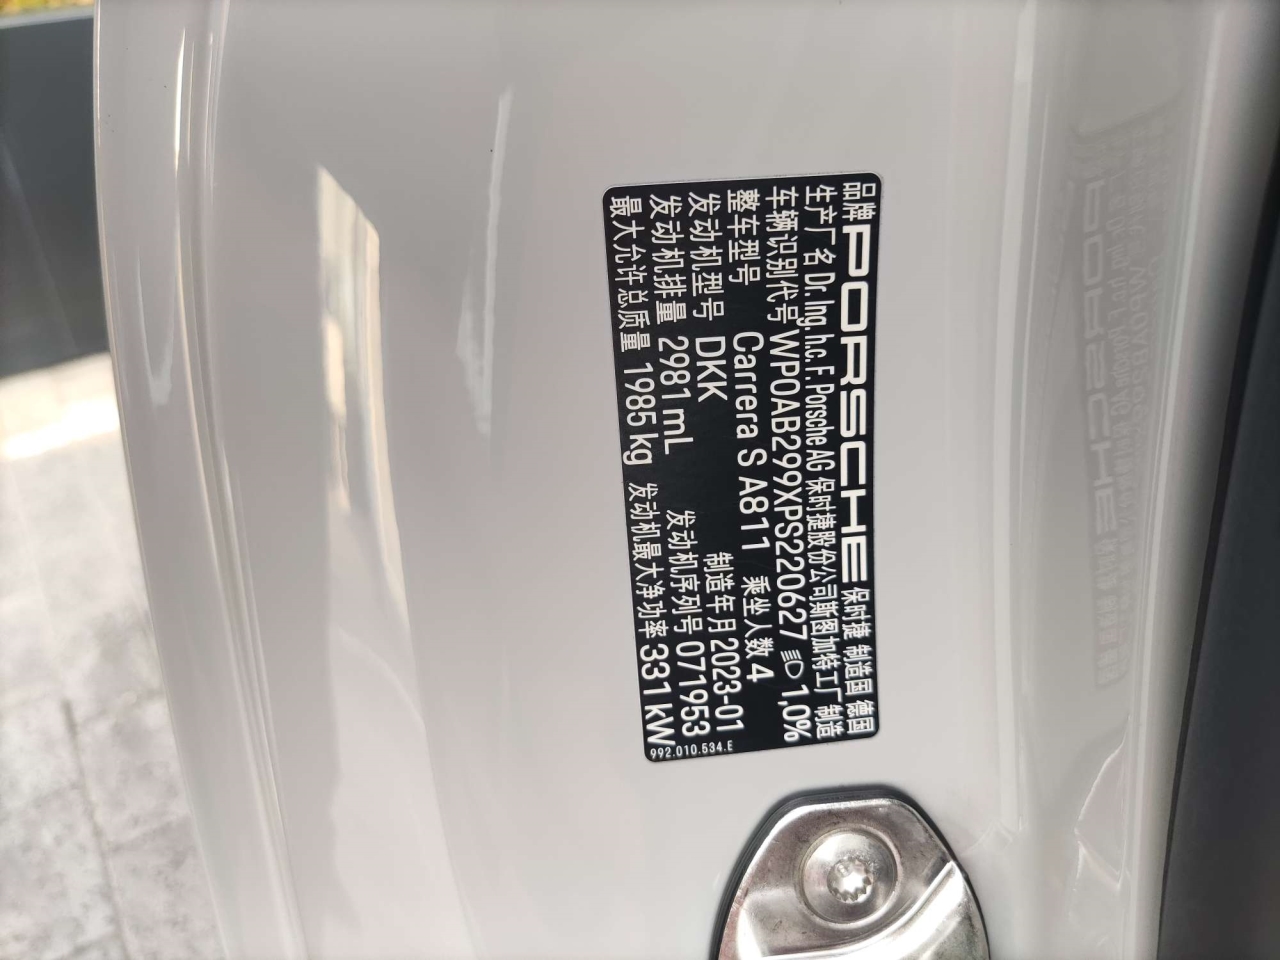 品牌 PORSCHE 保时捷 制造国 德国
生产厂名 Dr. Ing. h.c. F. Porsche AG 保时捷股份公司斯图加特工厂制造
车辆识别代号 WP0AB299XPS220627 1,0%
整车型号 Carrera S A811 乘坐人数 4
发动机型号 DKK 制造年月 2023-01
发动机排量 2981 mL 发动机序列号 071953
最大允许总质量 1985 kg 发动机最大净功率 331 kW
992.010.534.E